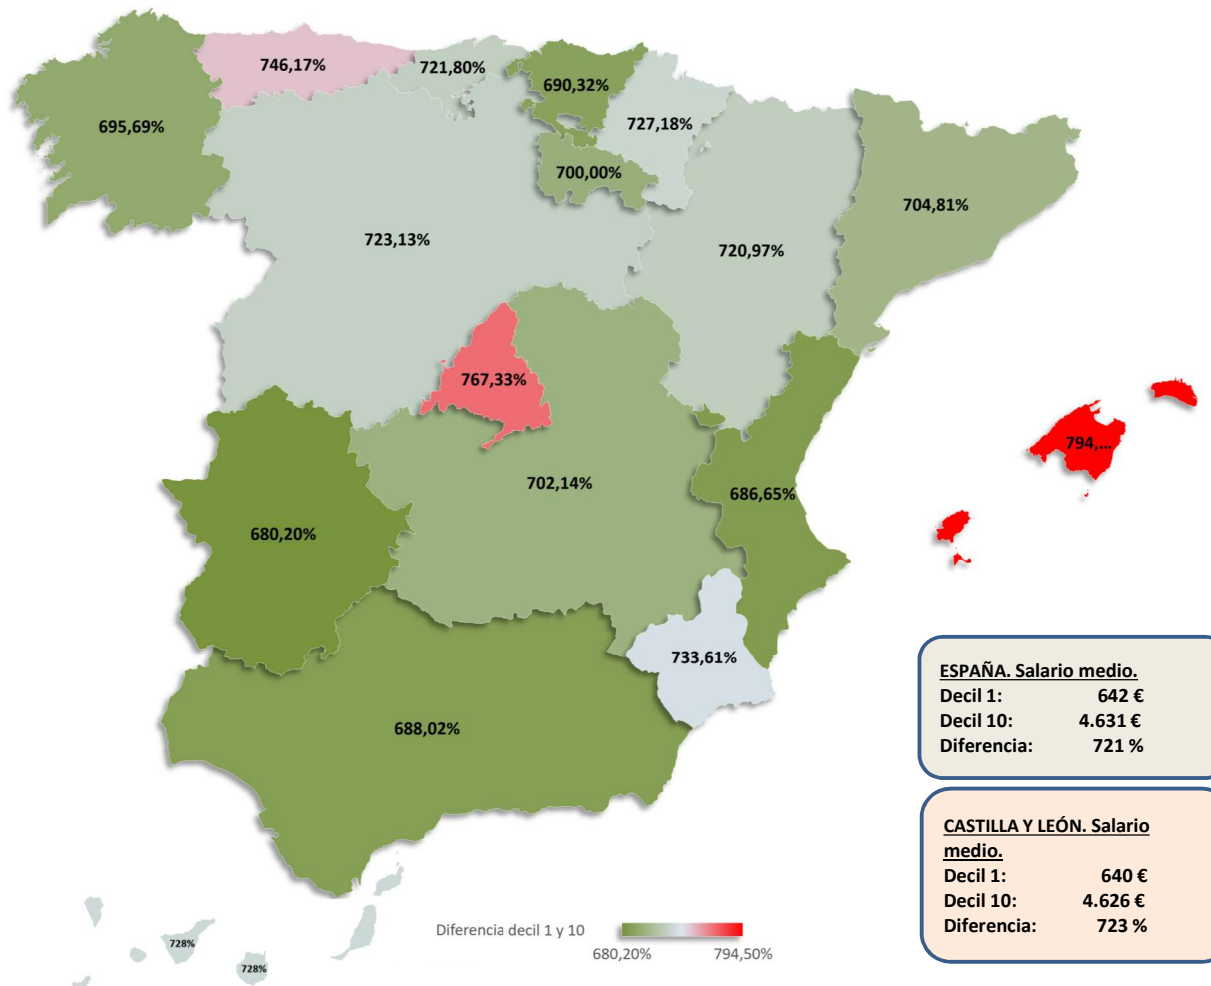 746,17%
721,80%
690,32%
695,69%
727,18%
700,00%
704,81%
723,13%
720,97%
767,33%
794,...
702,14%
686,65%
680,20%
733,61%
688,02%
ESPAÑA. Salario medio.
Decil 1: 642 €
Decil 10: 4.631 €
Diferencia: 721 %
CASTILLA Y LEÓN. Salario
medio.
Decil 1: 640 €
Decil 10: 4.626 €
Diferencia: 723 %
728%
728%
Diferencia decil 1 y 10
680,20% 794,50%